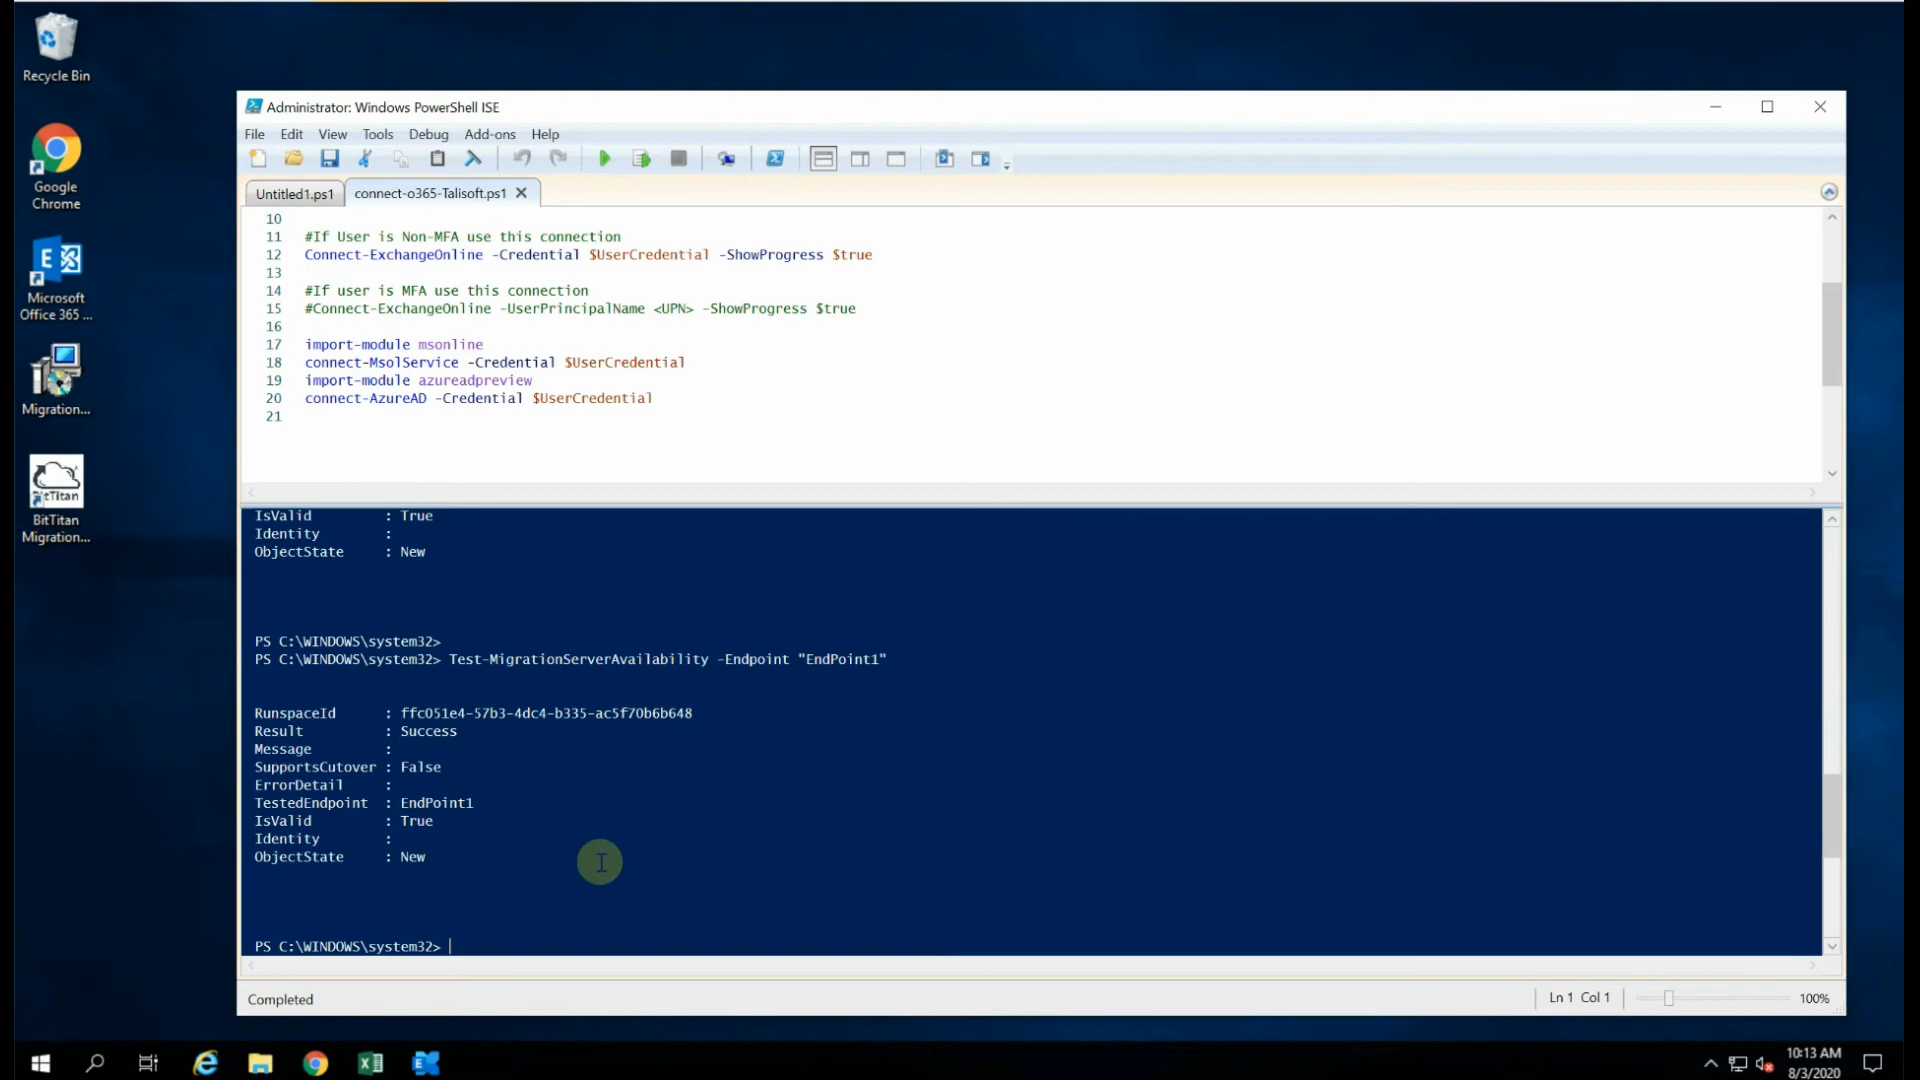 Recycle Bin
Google
Chrome
Microsoft
Office 365 ...
Migration...
BitTitan
BitTitan
Migration...
Administrator: Windows PowerShell ISE
File Edit View Tools Debug Add-ons Help
Untitled1.ps1 connect-o365-Talisoft.ps1
10
11 #If User is Non-MFA use this connection
12 Connect-ExchangeOnline -Credential $UserCredential -ShowProgress $true
13
14 #If user is MFA use this connection
15 #Connect-ExchangeOnline -UserPrincipalName <UPN> -ShowProgress $true
16
17 import-module msonline
18 connect-MsolService -Credential $UserCredential
19 import-module azureadpreview
20 connect-AzureAD -Credential $UserCredential
21
IsValid : True
Identity :
ObjectState : New
PS C:\WINDOWS\system32>
PS C:\WINDOWS\system32> Test-MigrationServerAvailability -Endpoint "EndPoint1"
RunspaceId : ffc051e4-57b3-4dc4-b335-ac5f70b6b648
Result : Success
Message :
SupportsCutover : False
ErrorDetail :
TestedEndpoint : EndPoint1
IsValid : True
Identity :
ObjectState : New
PS C:\WINDOWS\system32>
Completed
Ln 1 Col 1
100%
10:13 AM
8/3/2020